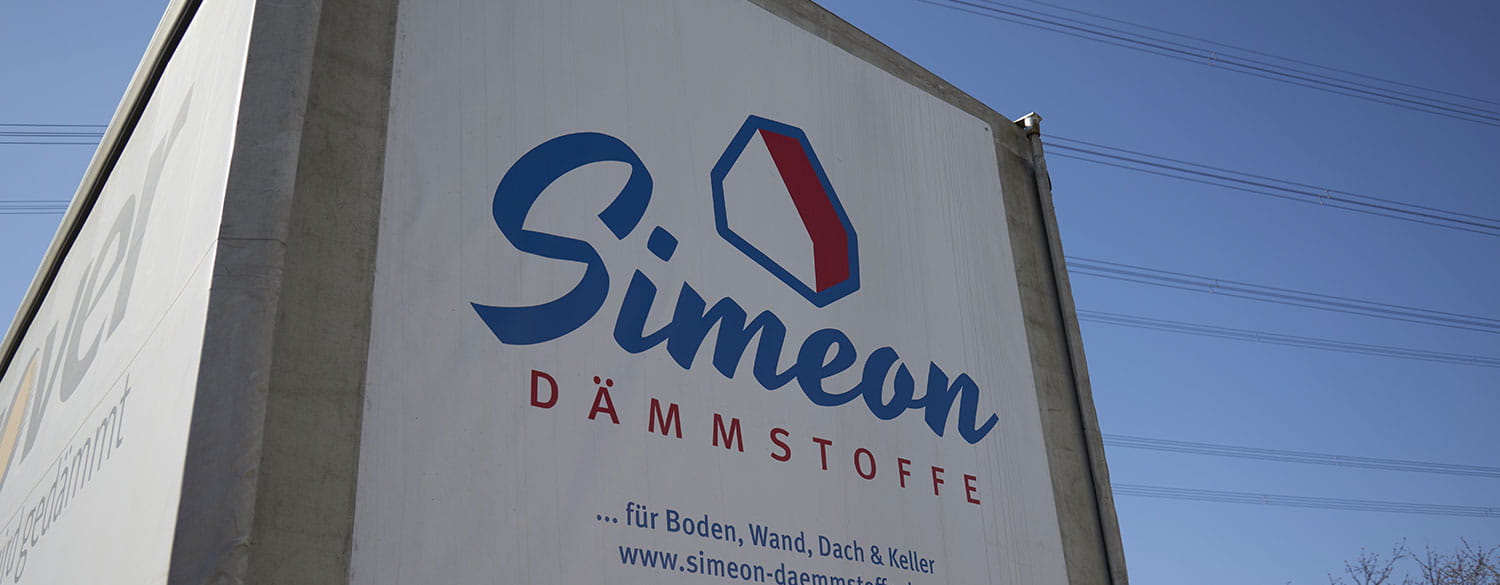 Simeon
DÄMMSTOFFE
... für Boden, Wand, Dach & Keller
gedämmt